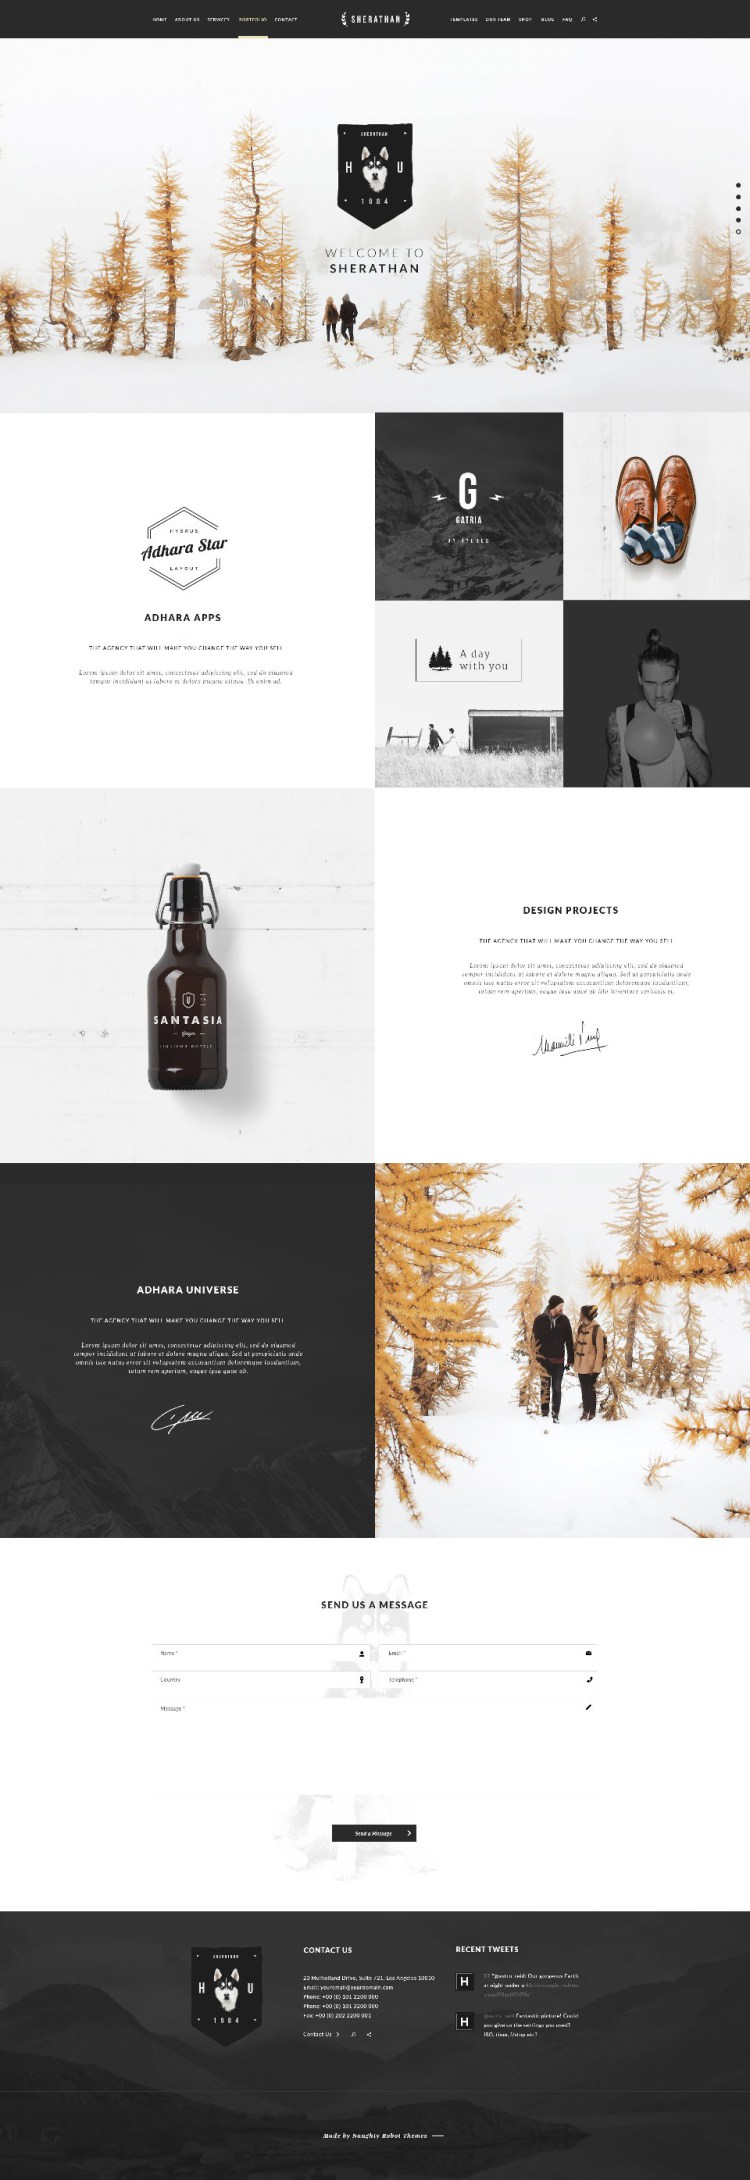 HOME ABOUT US SERVICES PORTFOLIO CONTACT
SHERATHAN
TEMPLATES OUR TEAM SHOP BLOG FAQ
SHERATHAN
H U
1984
WELCOME TO
SHERATHAN
HYBRUS
Adhara Star
LAYOUT
ADHARA APPS
THE AGENCY THAT WILL MAKE YOU CHANGE THE WAY YOU SELL
Lorem ipsum dolor sit amet, consectetur adipiscing, sed do eiusmod
tempor incididunt ut labore et dolore magna aliqua. Ut enim ad.
G
GATRIA
A day
with you
SANTASIA
DESIGN PROJECTS
THE AGENCY THAT WILL MAKE YOU CHANGE THE WAY YOU SELL
Lorem ipsum dolor sit amet, consectetur adipiscing, sed do eiusmod
tempor incididunt ut labore et dolore magna aliqua. Sed ut perspiciatis unde
omnis iste natus error sit voluptatem accusantium doloremque laudantium,
totam rem aperiam, eaque ipsa quae ab illo inventore veritatis et.
ADHARA UNIVERSE
THE AGENCY THAT WILL MAKE YOU CHANGE THE WAY YOU SELL
Lorem ipsum dolor sit amet, consectetur adipiscing, sed do eiusmod
tempor incididunt ut labore et dolore magna aliqua. Sed ut perspiciatis unde
omnis iste natus error sit voluptatem accusantium doloremque laudantium,
totam rem aperiam, eaque ipsa quae ab.
SEND US A MESSAGE
Name *
Email *
Country
Telephone *
Message *
Send a Message
SHERATHAN
H U
1984
CONTACT US
23 Mulholland Drive, Suite 721. Los Angeles 10010
Email: youremail@yourdomain.com
Phone: +00 (0) 101 2200 000
Phone: +00 (0) 101 2200 000
Fax: +00 (0) 202 2200 001
Contact Us
RECENT TWEETS
H
Our gorgeous Earth
at night under a
H
Fantastic picture! Could
you give us the settings you used?
ISO, time, Setup etc?
Made by Naughty Robot Themes